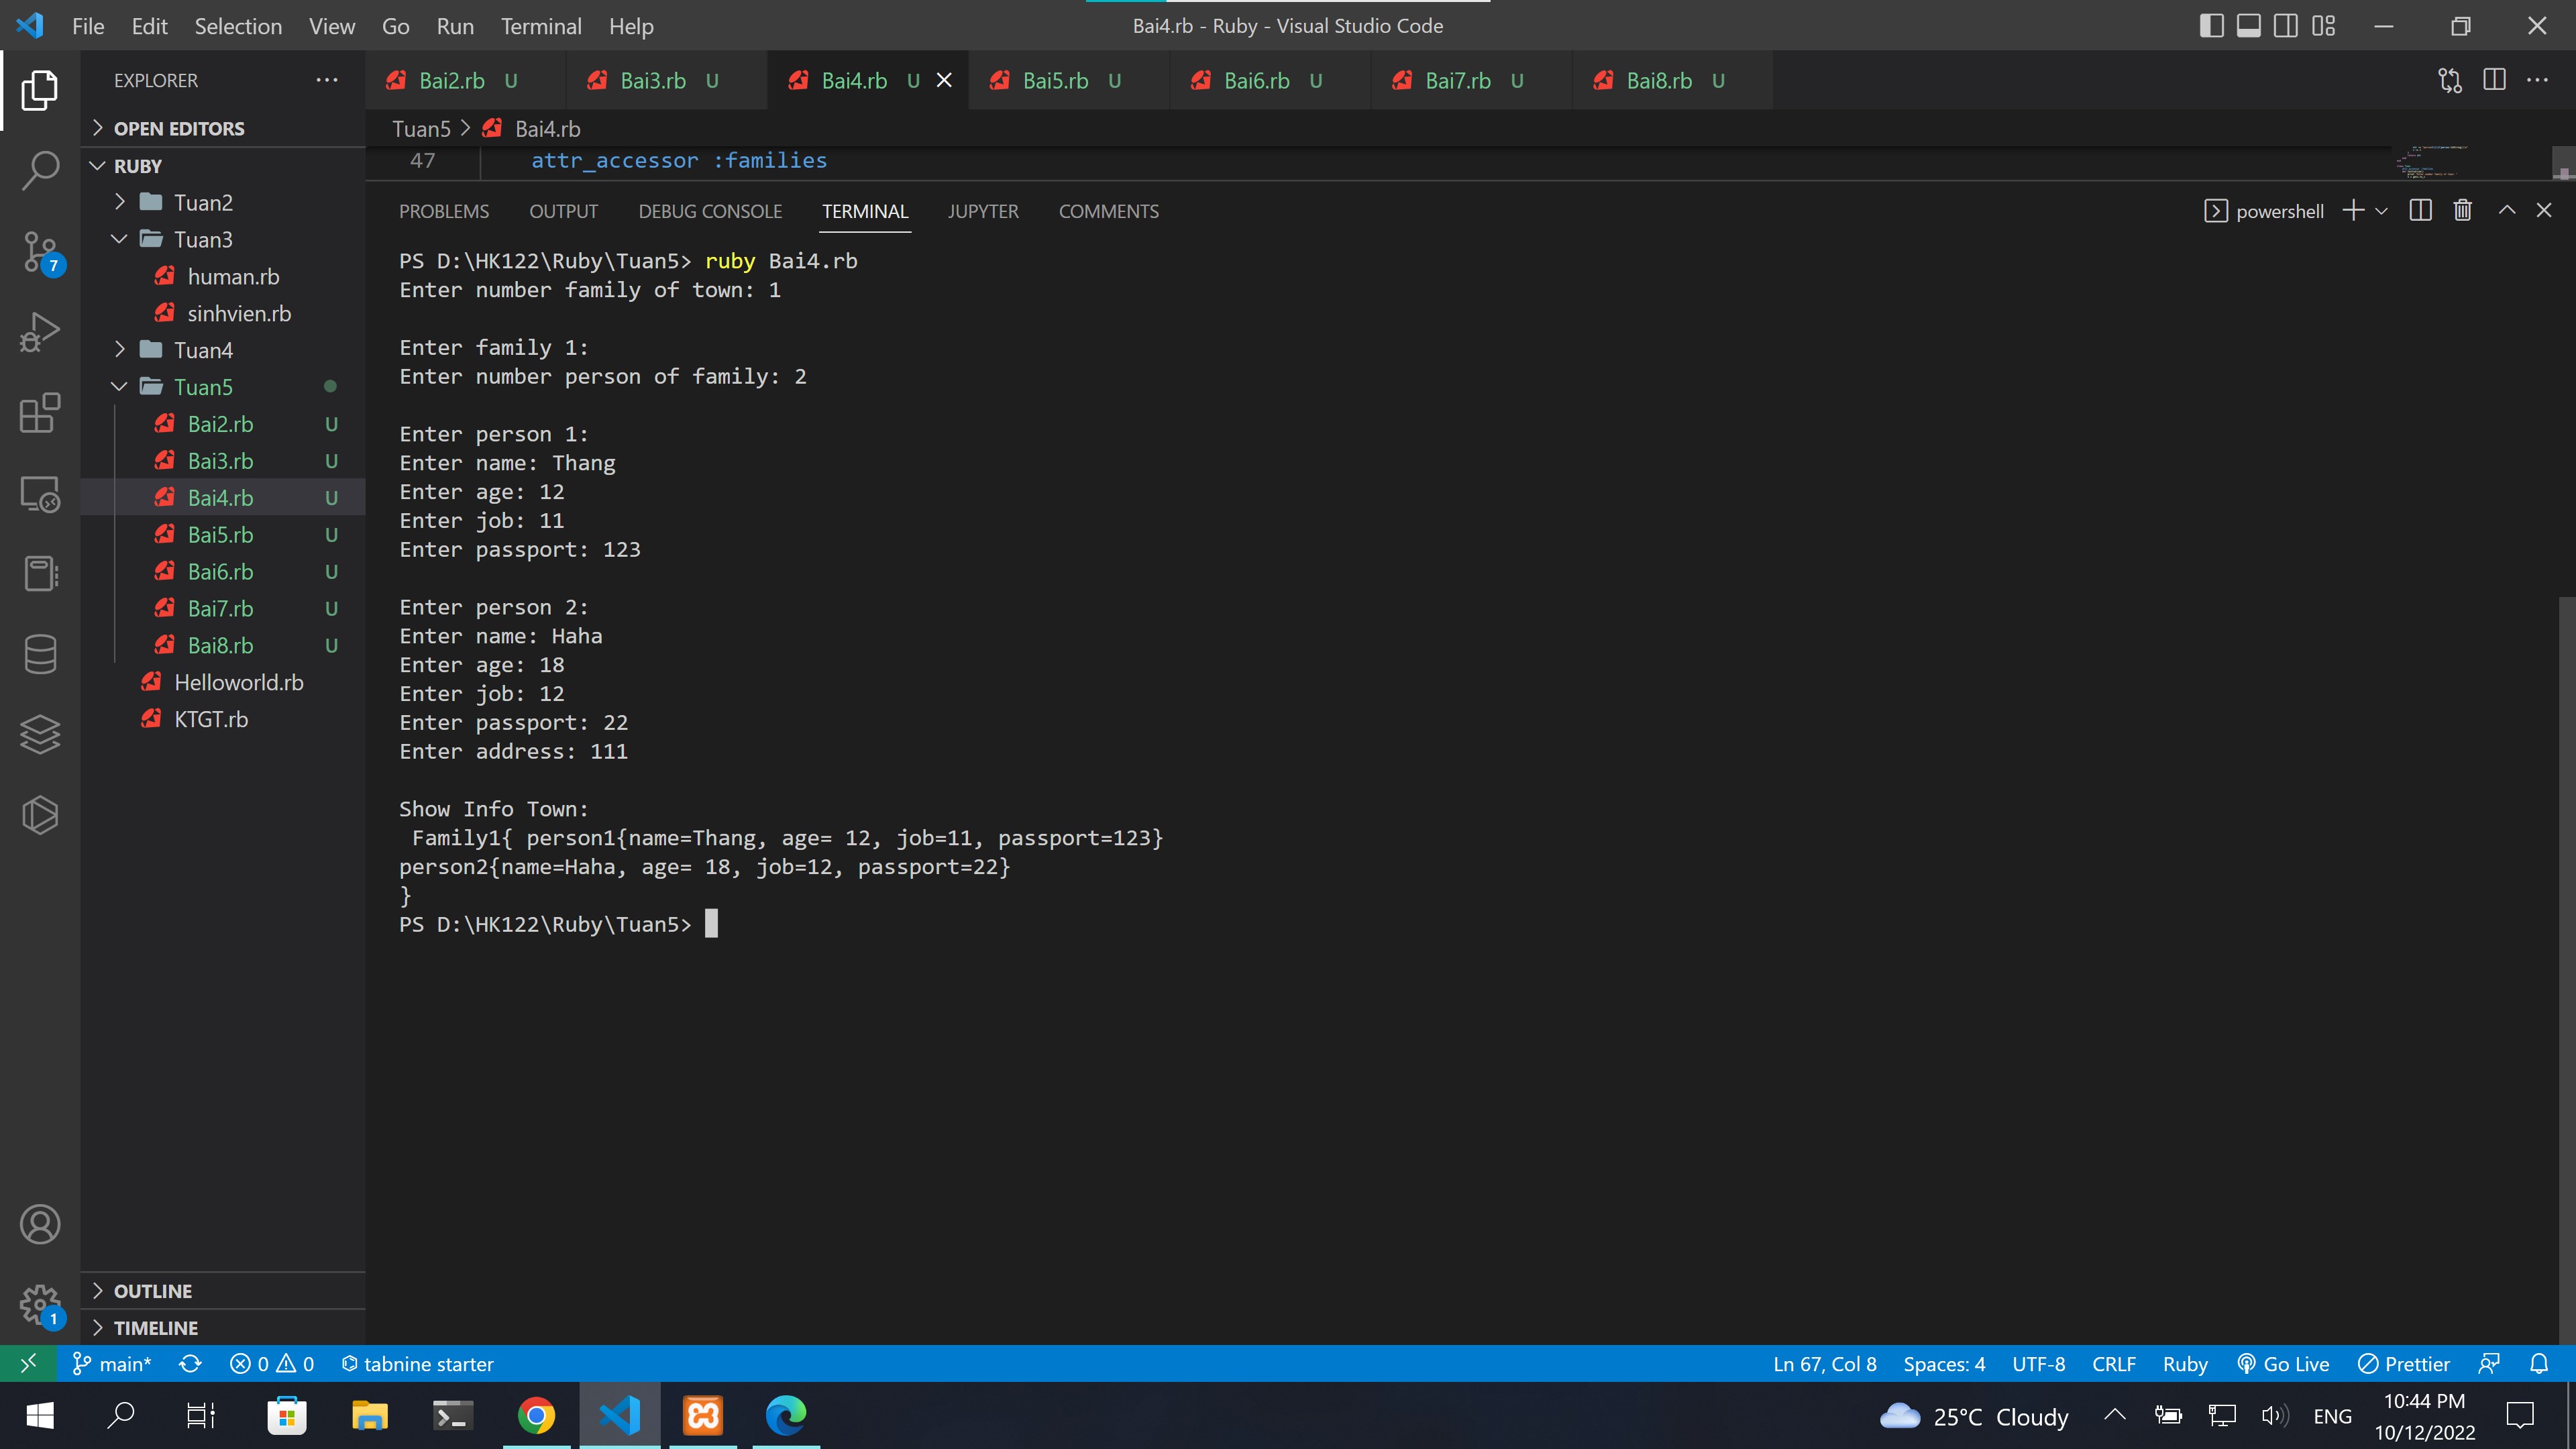 File Edit Selection View Go Run Terminal Help
Bai4.rb - Ruby - Visual Studio Code
EXPLORER
Bai2.rb U
Bai3.rb U
Bai4.rb U
Bai5.rb U
Bai6.rb U
Bai7.rb U
Bai8.rb U
OPEN EDITORS
RUBY
Tuan2
Tuan3
human.rb
sinhvien.rb
Tuan4
Tuan5
Bai2.rb U
Bai3.rb U
Bai4.rb U
Bai5.rb U
Bai6.rb U
Bai7.rb U
Bai8.rb U
Helloworld.rb
KTGT.rb
OUTLINE
TIMELINE
7
1
Tuan5 > Bai4.rb
47 attr_accessor :families
PROBLEMS OUTPUT DEBUG CONSOLE TERMINAL JUPYTER COMMENTS
powershell
PS D:\HK122\Ruby\Tuan5> ruby Bai4.rb
Enter number family of town: 1
Enter family 1:
Enter number person of family: 2
Enter person 1:
Enter name: Thang
Enter age: 12
Enter job: 11
Enter passport: 123
Enter person 2:
Enter name: Haha
Enter age: 18
Enter job: 12
Enter passport: 22
Enter address: 111
Show Info Town:
Family1{ person1{name=Thang, age= 12, job=11, passport=123}
person2{name=Haha, age= 18, job=12, passport=22}
}
PS D:\HK122\Ruby\Tuan5>
main* 0 0 tabnine starter
Ln 67, Col 8 Spaces: 4 UTF-8 CRLF Ruby Go Live Prettier
25°C Cloudy
ENG
10:44 PM
10/12/2022